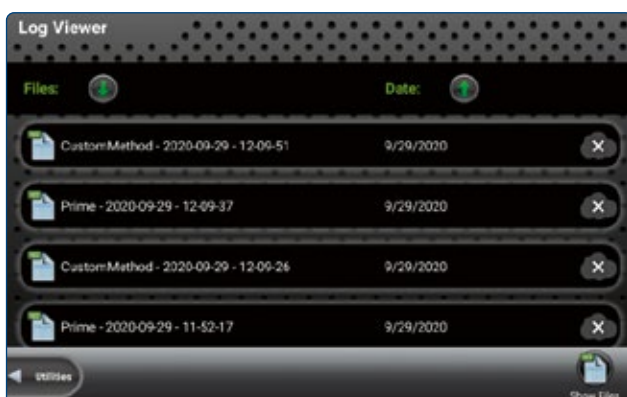 Log Viewer
Files: Date:
CustomMethod - 2020-09-29 - 12-09-51 9/29/2020
Prime - 2020-09-29 - 12-09-37 9/29/2020
CustomMethod - 2020-09-29 - 12-09-26 9/29/2020
Prime - 2020-09-29 - 11-52-17 9/29/2020
Utilities
Show Files